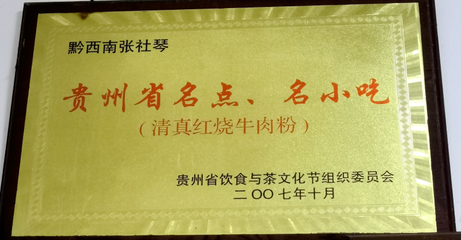 黔西南张社琴
贵州省名点、名小吃
(清真红烧牛肉粉)
贵州省饮食与茶文化节组织委员会
二〇〇七年十月